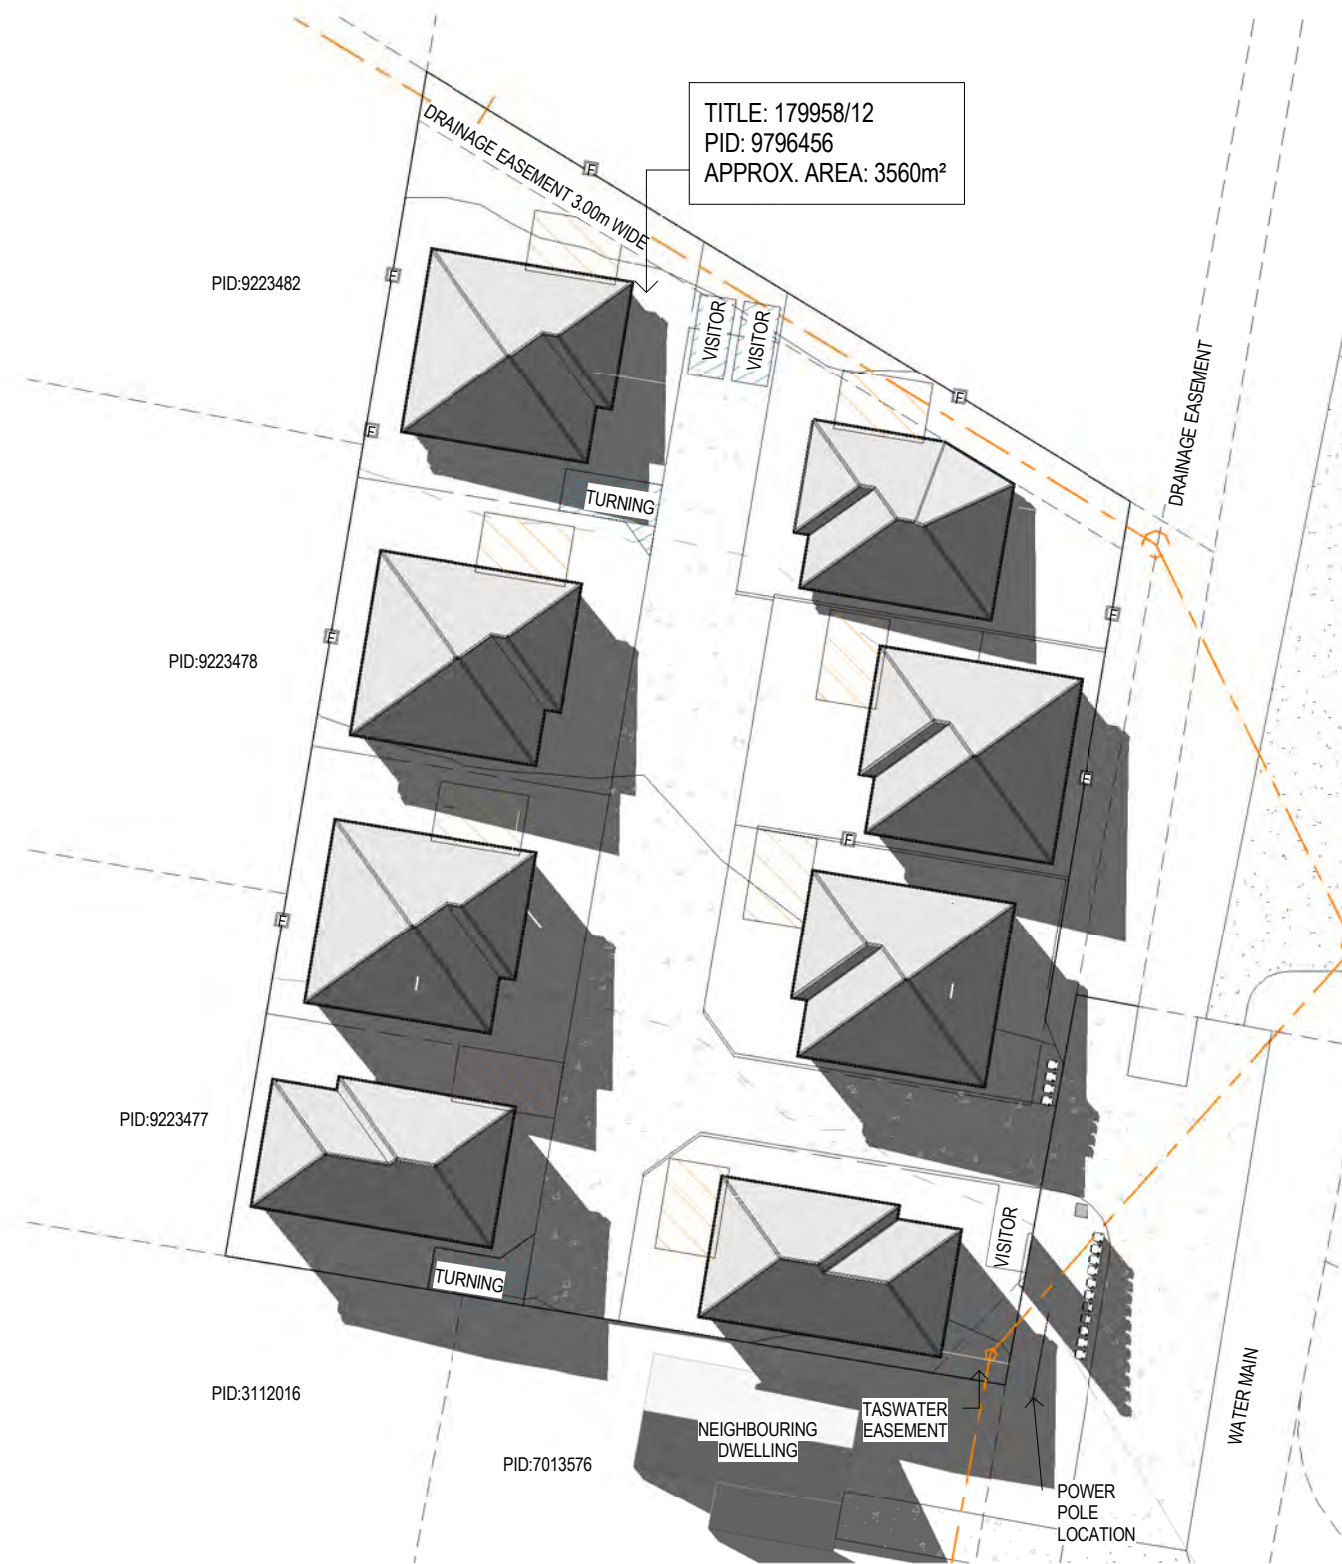 TITLE: 179958/12
PID: 9796456
APPROX. AREA: 3560m²
DRAINAGE EASEMENT 3.00m WIDE
F
PID:9223482
F
VISITOR
VISITOR
DRAINAGE EASEMENT
F
F
TURNING
F
F
PID:9223478
F
F
F
PID:9223477
VISITOR
TURNING
PID:3112016
TASWATER
EASEMENT
NEIGHBOURING
DWELLING
WATER MAIN
PID:7013576
POWER
POLE
LOCATION